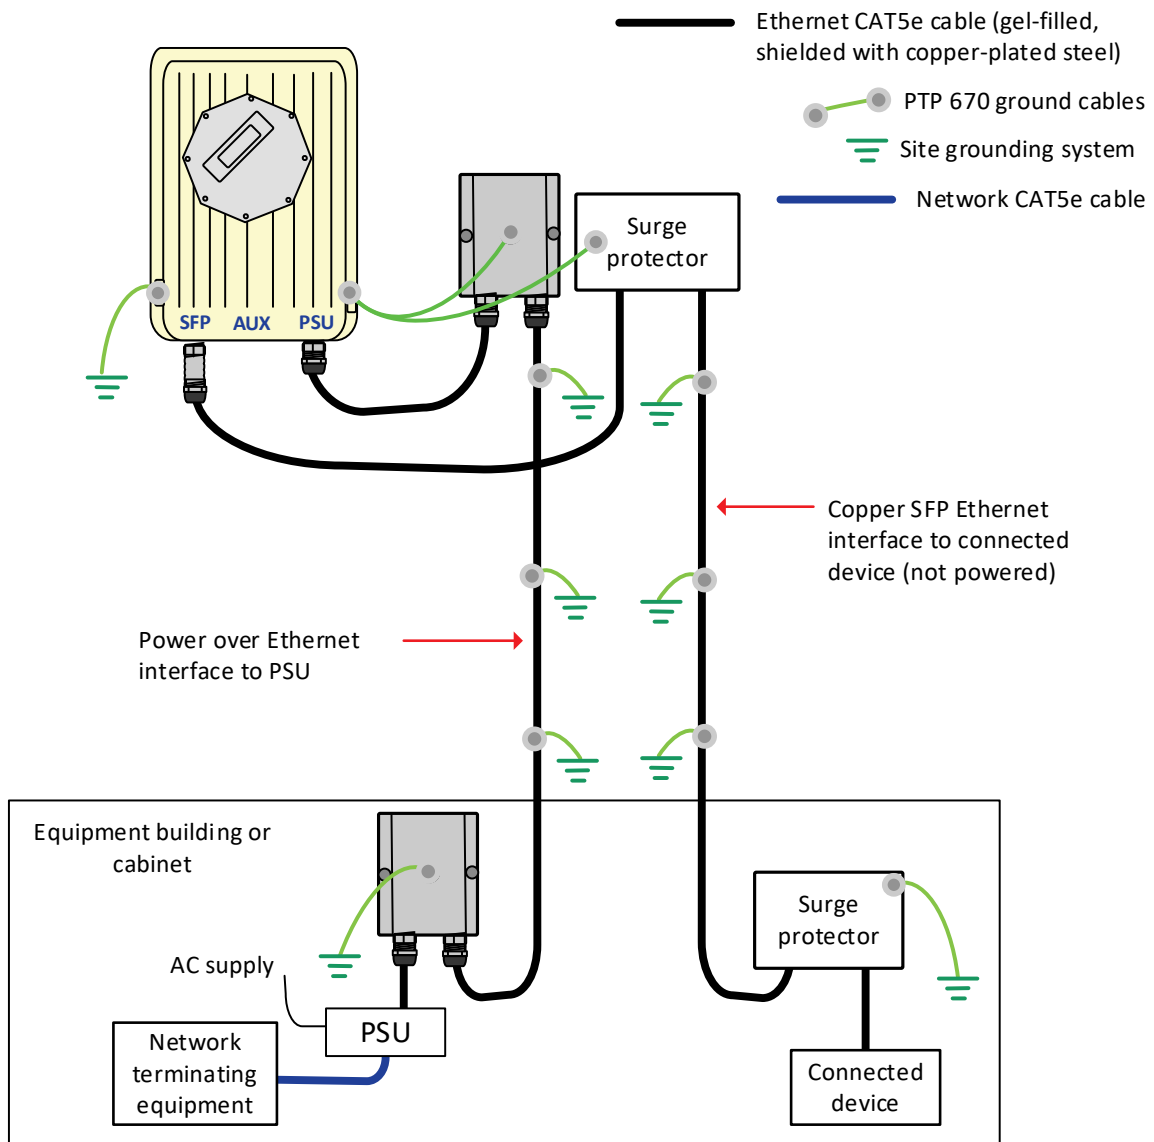 Ethernet CAT5e cable (gel-filled,
shielded with copper-plated steel)
PTP 670 ground cables
Site grounding system
Network CAT5e cable
Surge
protector
SFP AUX PSU
Copper SFP Ethernet
interface to connected
device (not powered)
Power over Ethernet
interface to PSU
Equipment building or
cabinet
Surge
protector
AC supply
PSU
Network
terminating
equipment
Connected
device